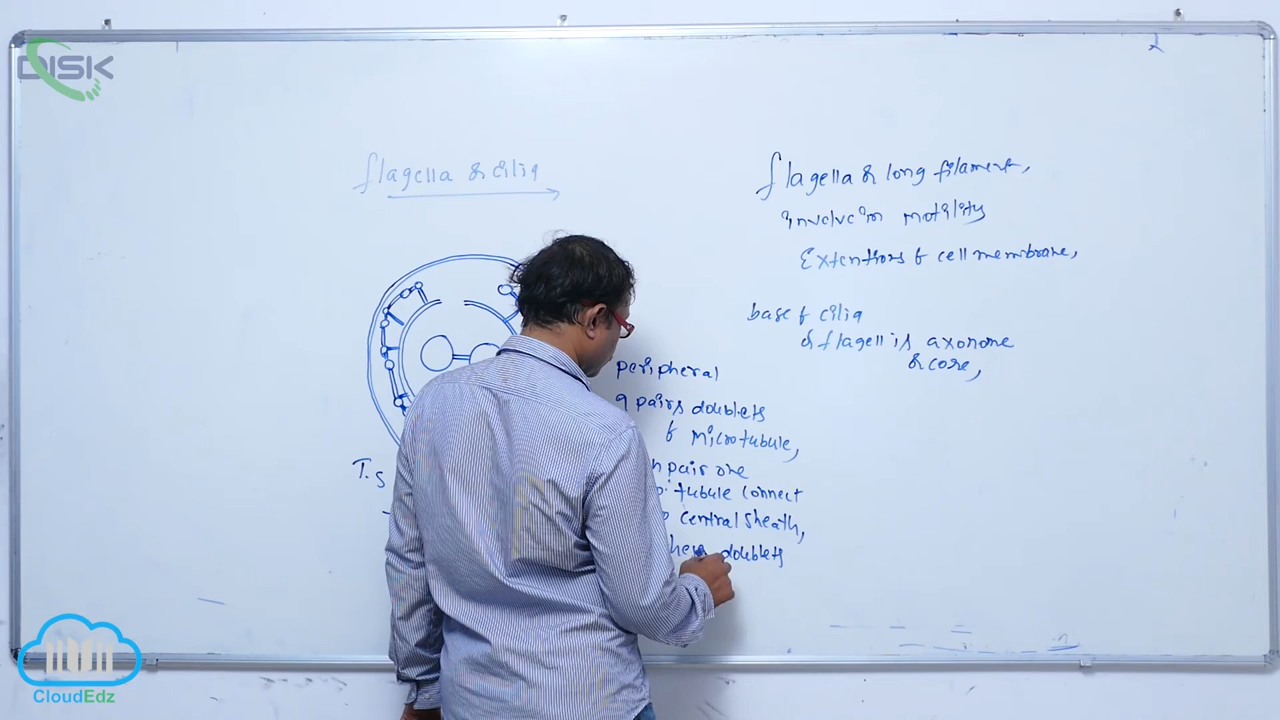 DISK
flagella & cilia
flagella & long filament,
involve in motility
Extentions of cell membrane,
base of cilia
& flagell is axonome
& core,
peripheral
9 pairs doublets
of Microtubule,
pair one
tubule connect
central sheath,
doublets
T.S
CloudEdz